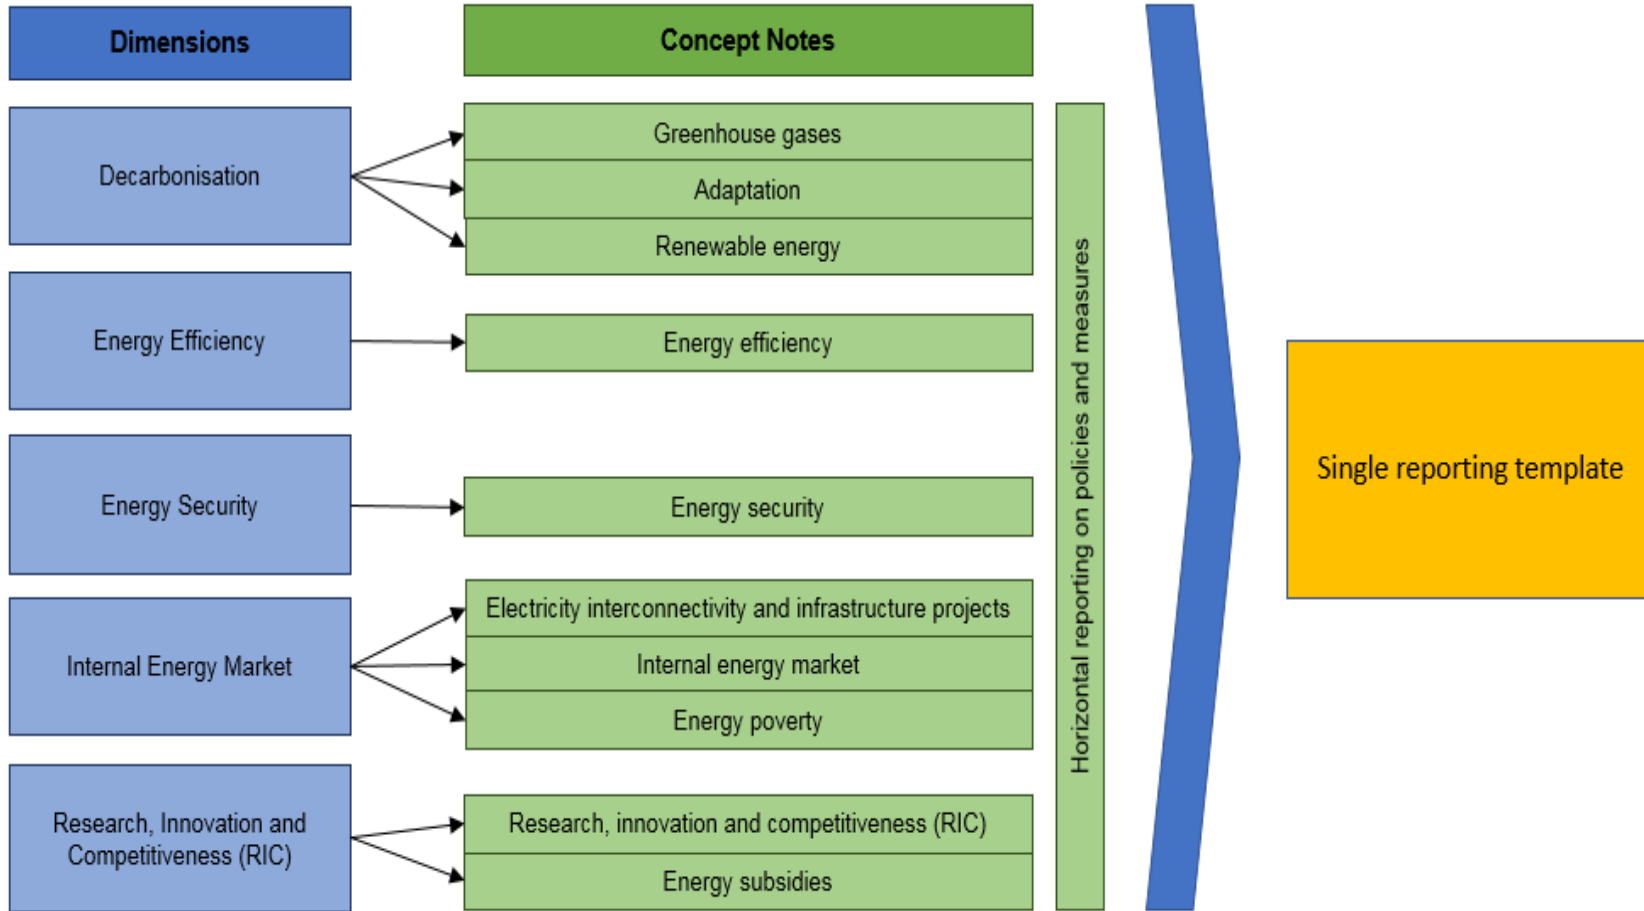 Dimensions
Concept Notes
Decarbonisation
Greenhouse gases
Adaptation
Renewable energy
Energy Efficiency
Energy efficiency
Energy Security
Energy security
Internal Energy Market
Electricity interconnectivity and infrastructure projects
Internal energy market
Energy poverty
Research, Innovation and
Competitiveness (RIC)
Research, innovation and competitiveness (RIC)
Energy subsidies
Horizontal reporting on policies and measures
Single reporting template